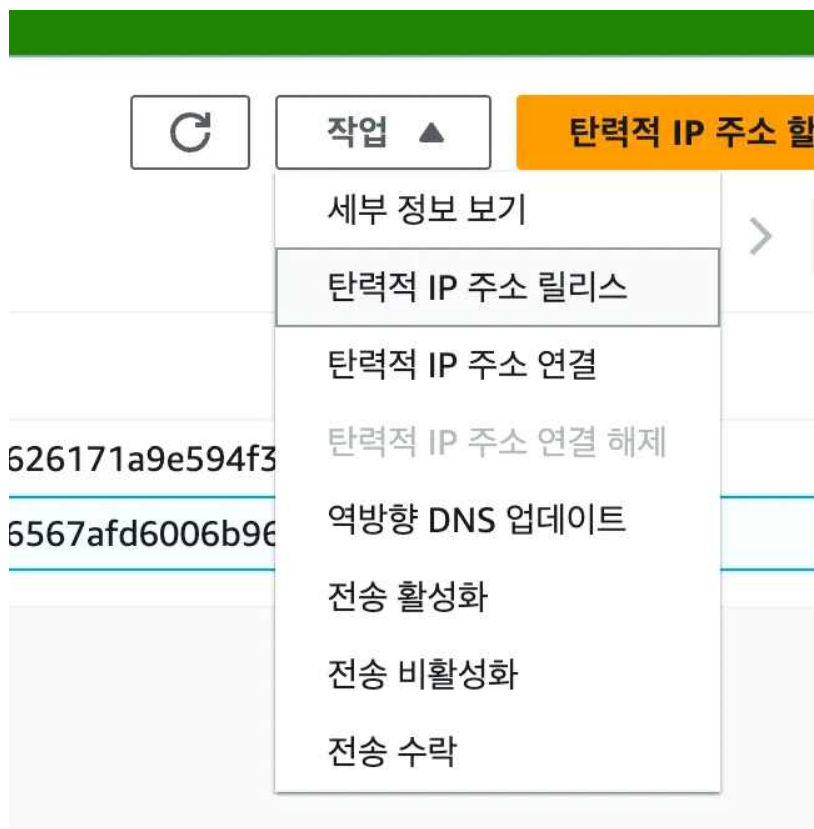 작업 ▲
탄력적 IP 주소 할
세부 정보 보기
탄력적 IP 주소 릴리스
탄력적 IP 주소 연결
탄력적 IP 주소 연결 해제
역방향 DNS 업데이트
전송 활성화
전송 비활성화
전송 수락
626171a9e594f3
6567afd6006b96